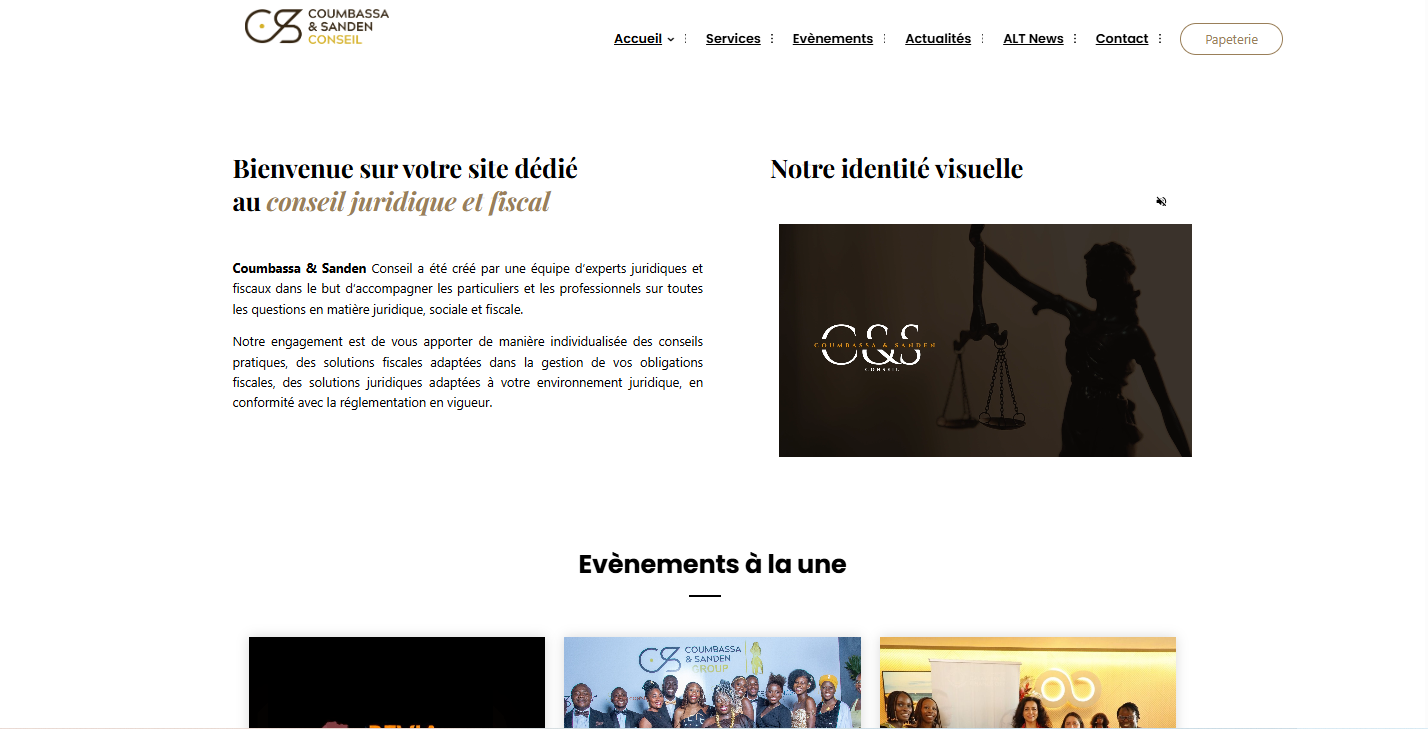 COUMBASSA
& SANDEN
CONSEIL
Accueil Services Evènements Actualités ALT News Contact Papeterie
Bienvenue sur votre site dédié
au conseil juridique et fiscal
Coumbassa & Sanden Conseil a été créé par une équipe d’experts juridiques et
fiscaux dans le but d’accompagner les particuliers et les professionnels sur toutes
les questions en matière juridique, sociale et fiscale.
Notre engagement est de vous apporter de manière individualisée des conseils
pratiques, des solutions fiscales adaptées dans la gestion de vos obligations
fiscales, des solutions juridiques adaptées à votre environnement juridique, en
conformité avec la réglementation en vigueur.
Notre identité visuelle
C&S
COUMBASSA & SANDEN
CONSEIL
Evènements à la une
COUMBASSA
& SANDEN
GROUP